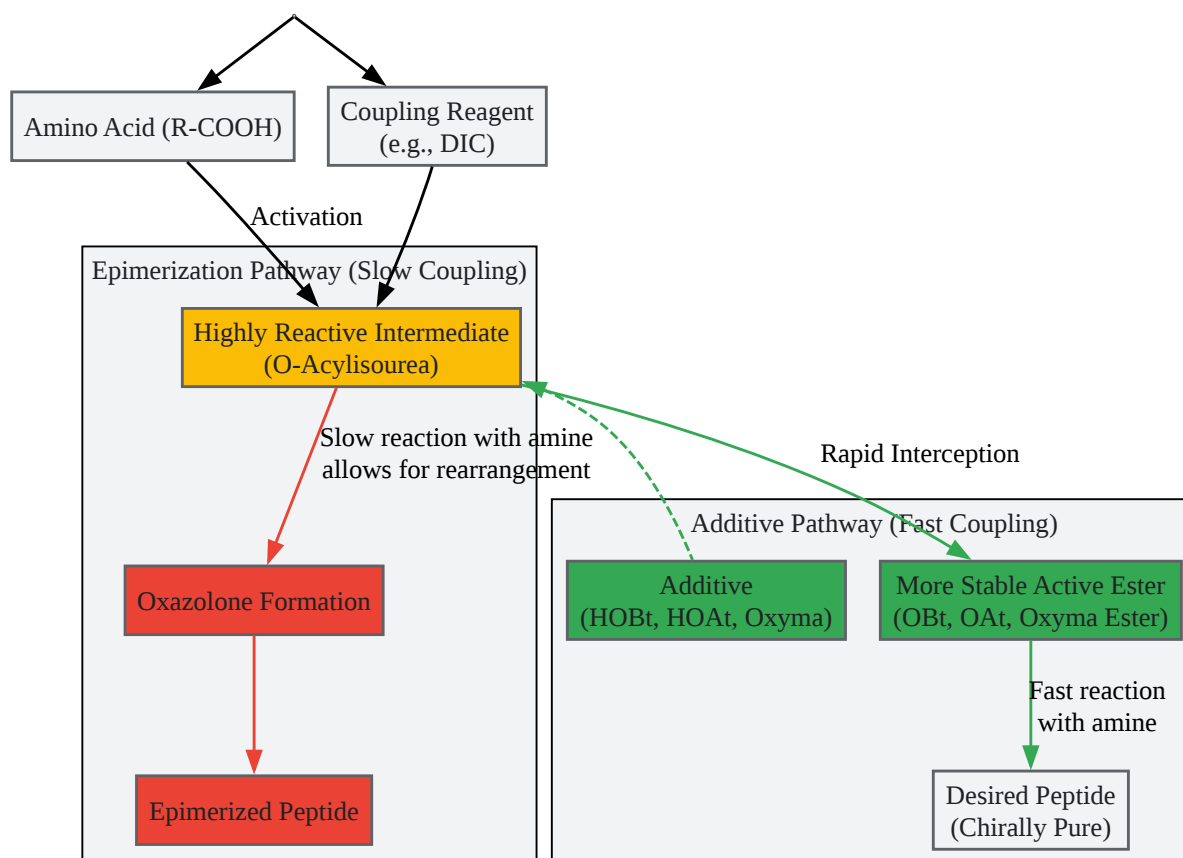 Amino Acid (R-COOH)
Coupling Reagent
(e.g., DIC)
Activation
Epimerization Pathway (Slow Coupling)
Highly Reactive Intermediate
(O-Acylisourea)
Slow reaction with amine
allows for rearrangement
Rapid Interception
Additive Pathway (Fast Coupling)
Oxazolone Formation
Additive
(HOBt, HOAt, Oxyma)
More Stable Active Ester
(OBt, OAt, Oxyma Ester)
Fast reaction
with amine
Epimerized Peptide
Desired Peptide
(Chirally Pure)